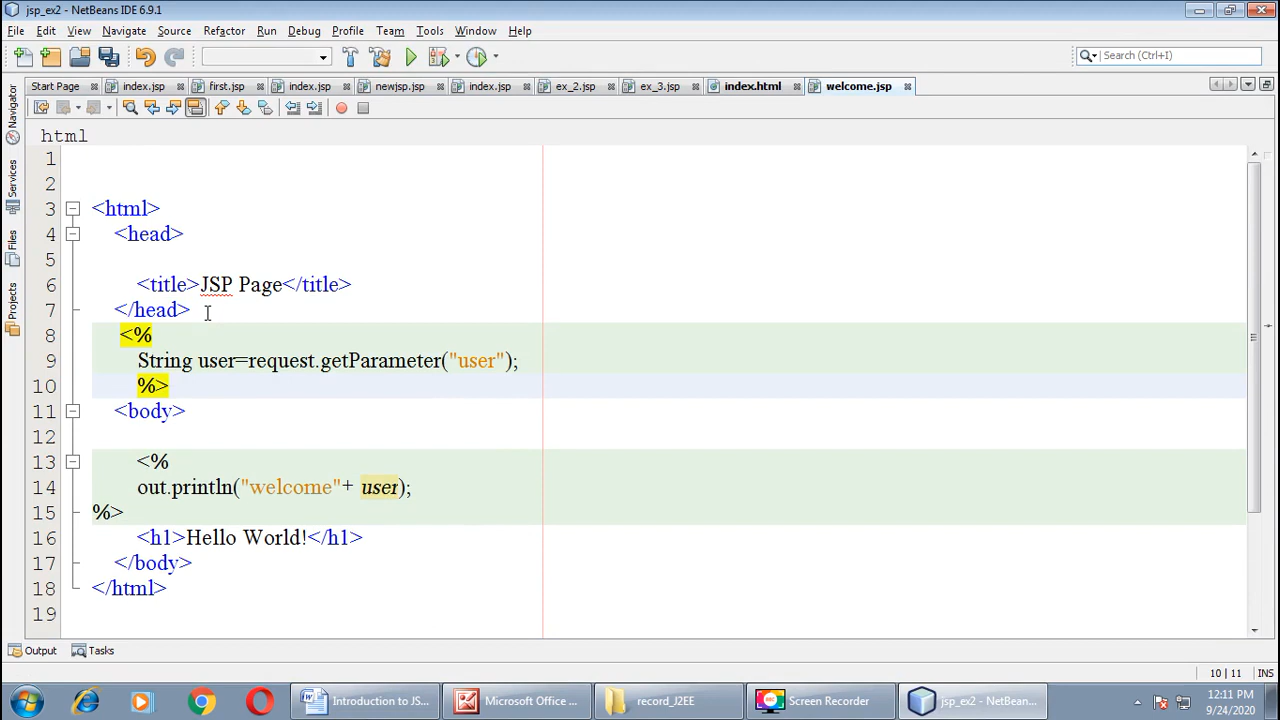 jsp_ex2 - NetBeans IDE 6.9.1
File Edit View Navigate Source Refactor Run Debug Profile Team Tools Window Help
Search (Ctrl+I)
Start Page index.jsp first.jsp index.jsp newjsp.jsp index.jsp ex_2.jsp ex_3.jsp index.html welcome.jsp
Navigator
Services
Files
Projects
html
1
2
3 <html>
4 <head>
5
6 <title>JSP Page</title>
7 </head>
8 <%
9 String user=request.getParameter("user");
10 %>
11 <body>
12
13 <%
14 out.println("welcome"+ user);
15 %>
16 <h1>Hello World!</h1>
17 </body>
18 </html>
19
Output Tasks
10 | 11 INS
Introduction to JS... Microsoft Office ... record_J2EE Screen Recorder jsp_ex2 - NetBeans ...
12:11 PM
9/24/2020